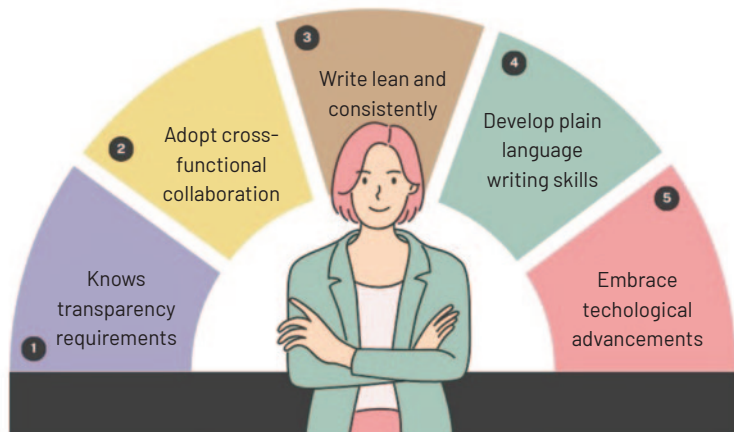 1
Knows
transparency
requirements
2
Adopt cross-
functional
collaboration
3
Write lean and
consistently
4
Develop plain
language
writing skills
5
Embrace
techological
advancements